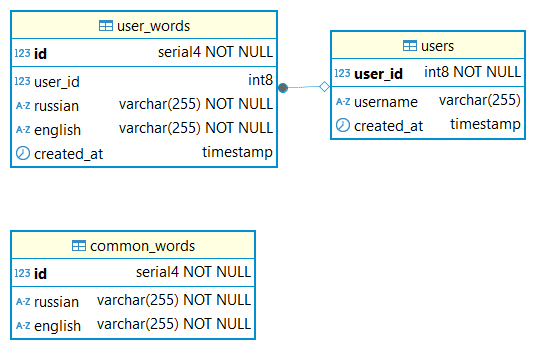 user_words
123 id serial4 NOT NULL
123 user_id int8
A-Z russian varchar(255) NOT NULL
A-Z english varchar(255) NOT NULL
created_at timestamp
users
123 user_id int8 NOT NULL
A-Z username varchar(255)
created_at timestamp
common_words
123 id serial4 NOT NULL
A-Z russian varchar(255) NOT NULL
A-Z english varchar(255) NOT NULL